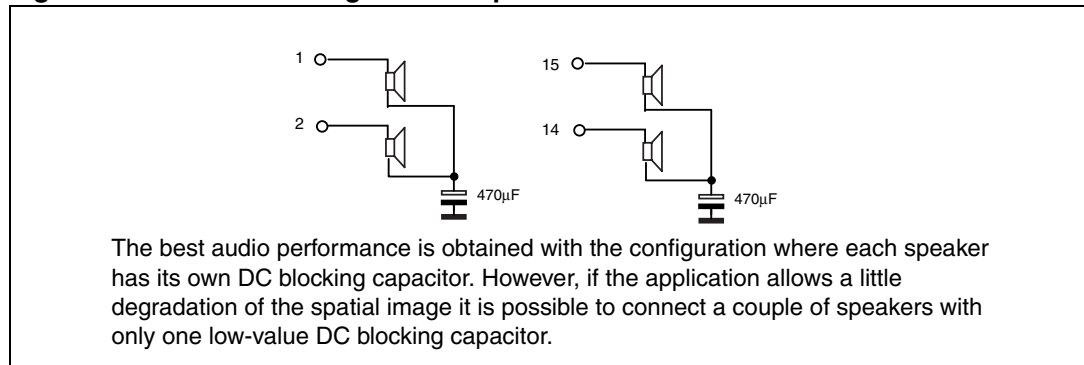 1
15
2
14
470µF
470µF
The best audio performance is obtained with the configuration where each speaker
has its own DC blocking capacitor. However, if the application allows a little
degradation of the spatial image it is possible to connect a couple of speakers with
only one low-value DC blocking capacitor.